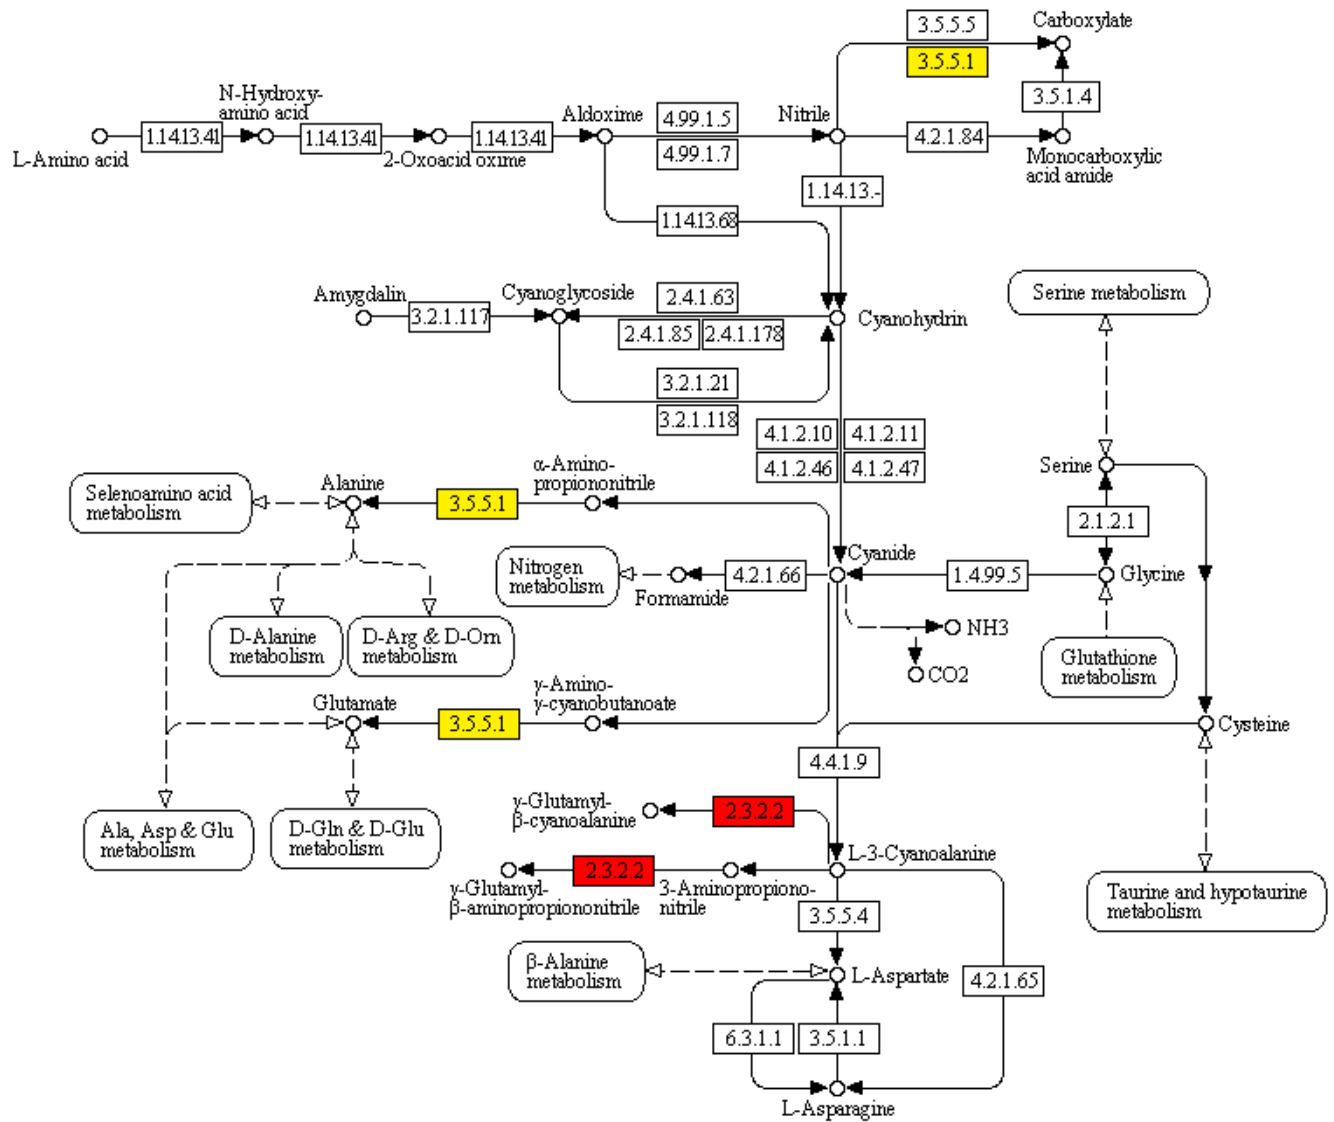 3.5.5.5
Carboxylate
3.5.5.1
N-Hydroxy-
amino acid
3.5.1.4
Aldoxime
4.99.1.5
Nitrile
1.14.13.41
1.14.13.41
1.14.13.41
4.2.1.84
L-Amino acid
2-Oxoacid oxime
4.99.1.7
Monocarboxylic
acid amide
1.14.13.-
1.14.13.68
Amygdalin
Cyanoglycoside
2.4.1.63
Serine metabolism
3.2.1.117
Cyanohydrin
2.4.1.85
2.4.1.178
3.2.1.21
3.2.1.118
4.1.2.10
4.1.2.11
4.1.2.46
4.1.2.47
α-Amino-
propiononitrile
Serine
Selenoamino acid
metabolism
Alanine
3.5.5.1
2.1.2.1
Cyanide
Nitrogen
metabolism
4.2.1.66
1.4.99.5
Glycine
Formamide
NH3
D-Alanine
metabolism
D-Arg & D-Orn
metabolism
Glutathione
metabolism
CO2
Glutamate
γ-Amino-
γ-cyanobutanoate
3.5.5.1
Cysteine
4.4.1.9
γ-Glutamyl-
β-cyanoalanine
2.3.2.2
Ala, Asp & Glu
metabolism
D-Gln & D-Glu
metabolism
L-3-Cyanoalanine
2.3.2.2
γ-Glutamyl-
β-aminopropiononitrile
3-Aminopropiono-
nitrile
Taurine and hypotaurine
metabolism
3.5.5.4
β-Alanine
metabolism
L-Aspartate
4.2.1.65
6.3.1.1
3.5.1.1
L-Asparagine